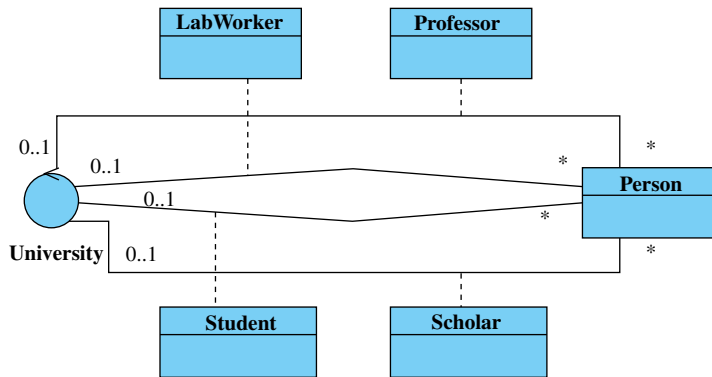 LabWorker
Professor
0..1
0..1
*
*
Person
0..1
*
University
0..1
*
Student
Scholar